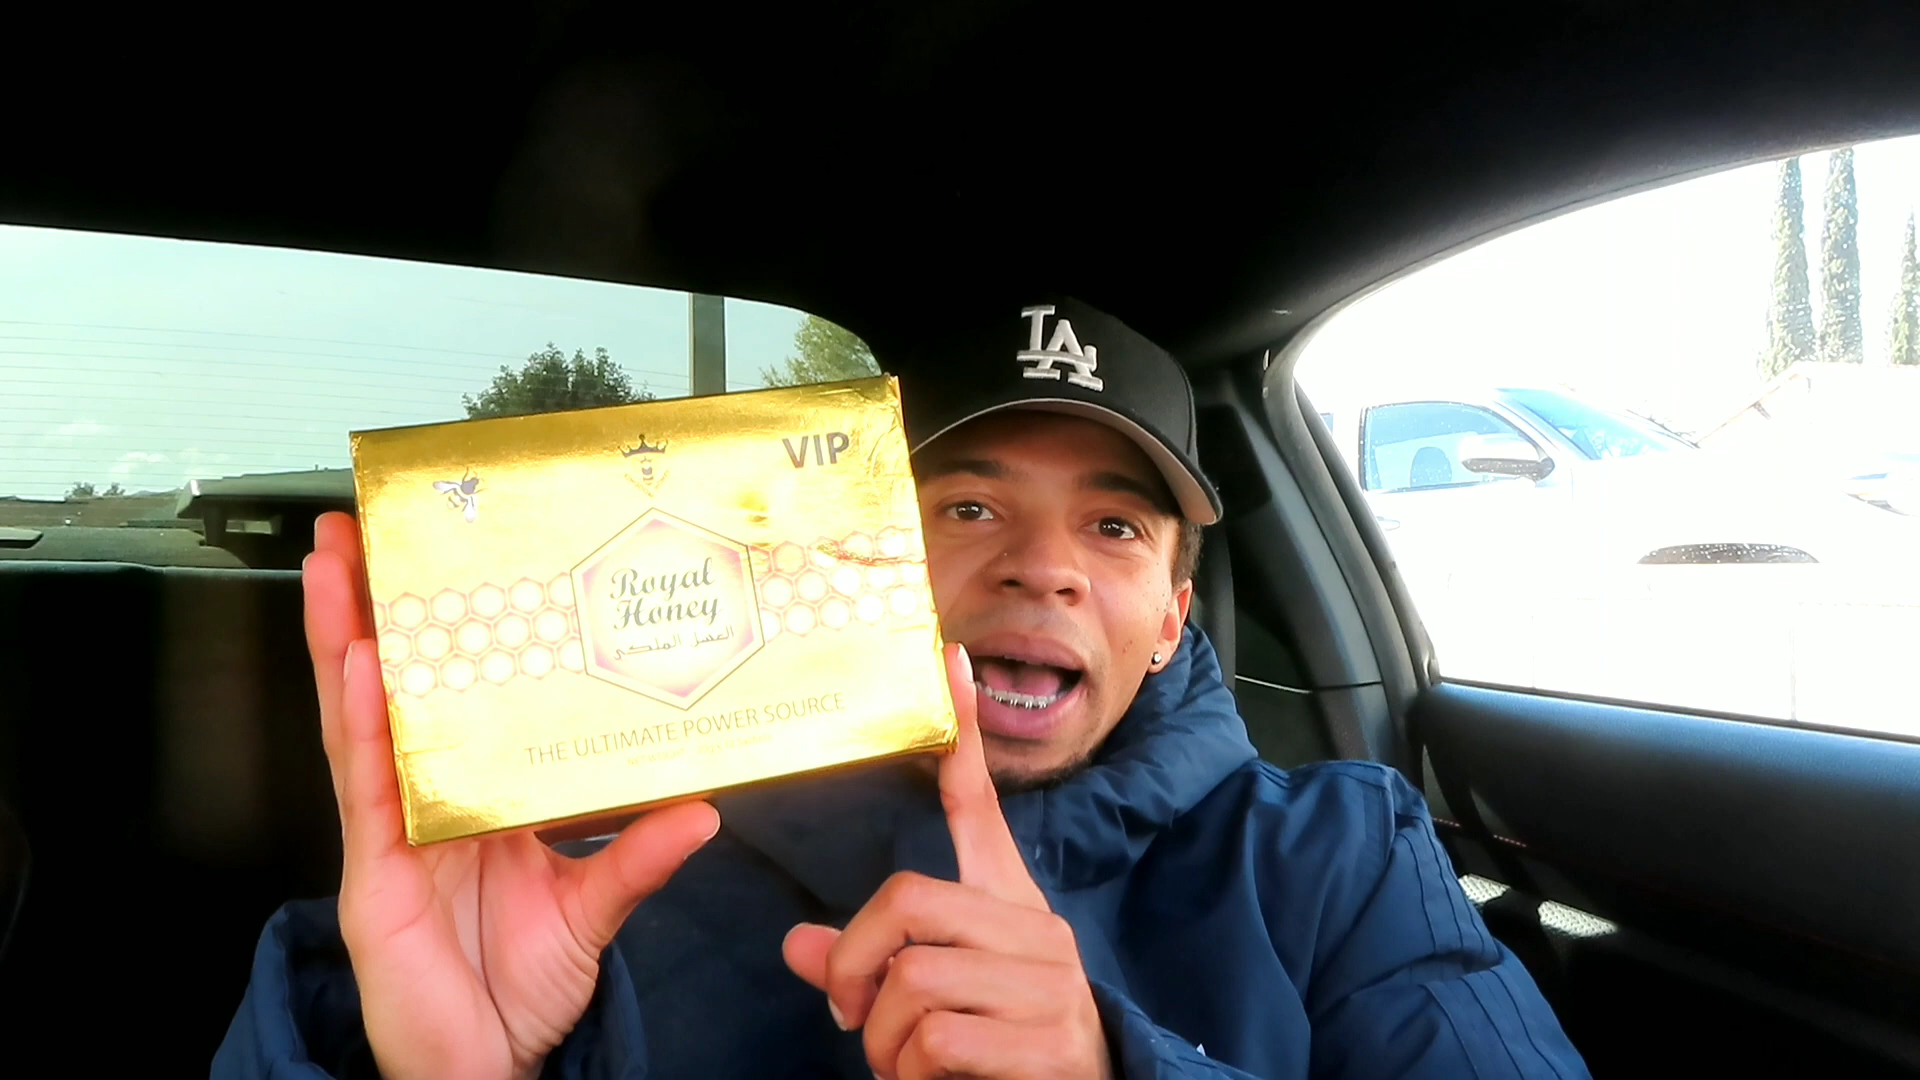 LA
VIP
Royal
Honey
العسل الملكي
THE ULTIMATE POWER SOURCE